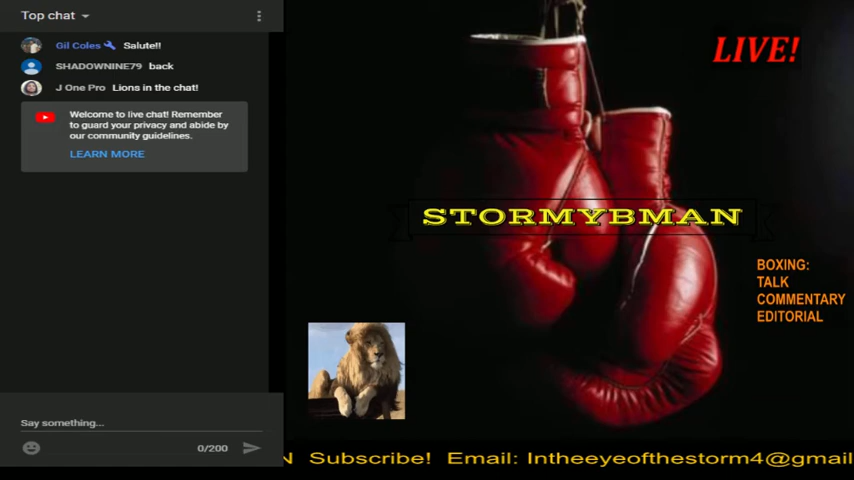 Top chat
Gil Coles Salute!!
SHADOWNINE79 back
J One Pro Lions in the chat!
Welcome to live chat! Remember
to guard your privacy and abide by
our community guidelines.
LEARN MORE
Say something...
0/200
LIVE!
STORMYBMAN
BOXING:
TALK
COMMENTARY
EDITORIAL
N Subscribe! Email: Intheeyeofthestorm4@gmail